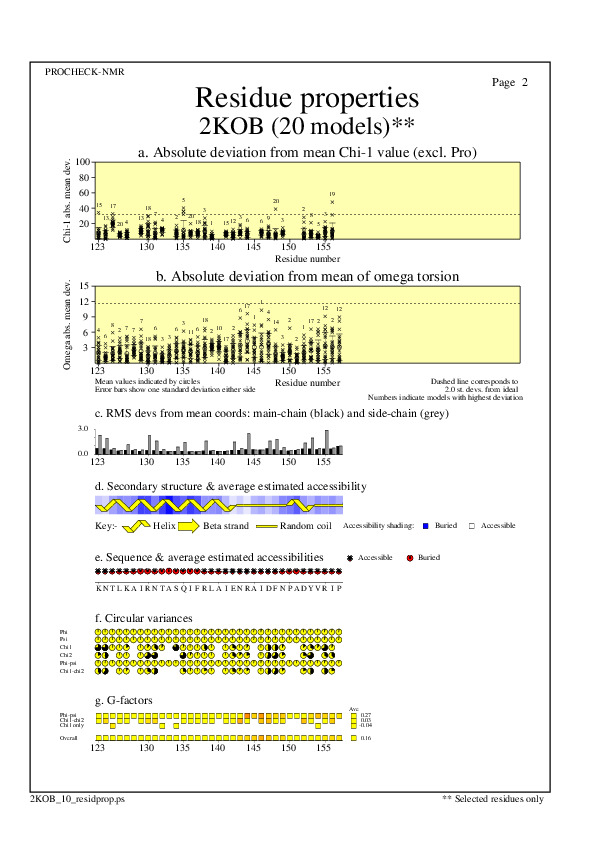 PROCHECK-NMR
Page 2
Residue properties
2KOB (20 models)**
a. Absolute deviation from mean Chi-1 value (excl. Pro)
Chi-1 abs. mean dev.
100
80
60
40
20
123 130 135 140 145 150 155
Residue number
b. Absolute deviation from mean of omega torsion
Omega abs. mean dev.
15
12
9
6
3
123 130 135 140 145 150 155
Mean values indicated by circles
Error bars show one standard deviation either side
Residue number
Dashed line corresponds to
2.0 st. devs. from ideal
Numbers indicate models with highest deviation
c. RMS devs from mean coords: main-chain (black) and side-chain (grey)
3.0
0.0
123 130 135 140 145 150 155
d. Secondary structure & average estimated accessibility
Key:- Helix Beta strand Random coil Accessibility shading: Buried Accessible
e. Sequence & average estimated accessibilities Accessible Buried
K N T L K A I R N T A S Q I F R L A I E N R A I D F N P A D Y V R I P
f. Circular variances
Phi
Psi
Chi1
Chi2
Phi-psi
Chi1-chi2
g. G-factors
Ave
Phi-psi 0.27
Chi1-chi2 0.03
Chi1 only -0.04
Overall 0.16
123 130 135 140 145 150 155
2KOB_10_residprop.ps
** Selected residues only